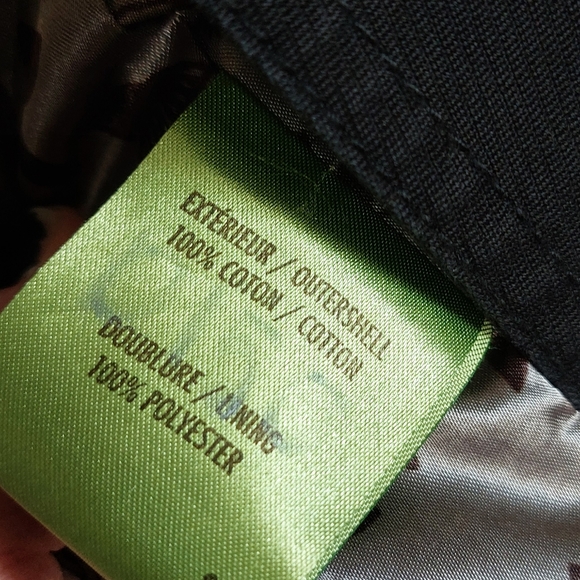 EXTÉRIEUR / OUTERSHELL
100% COTON / COTTON
DOUBLURE / LINING
100% POLYESTER